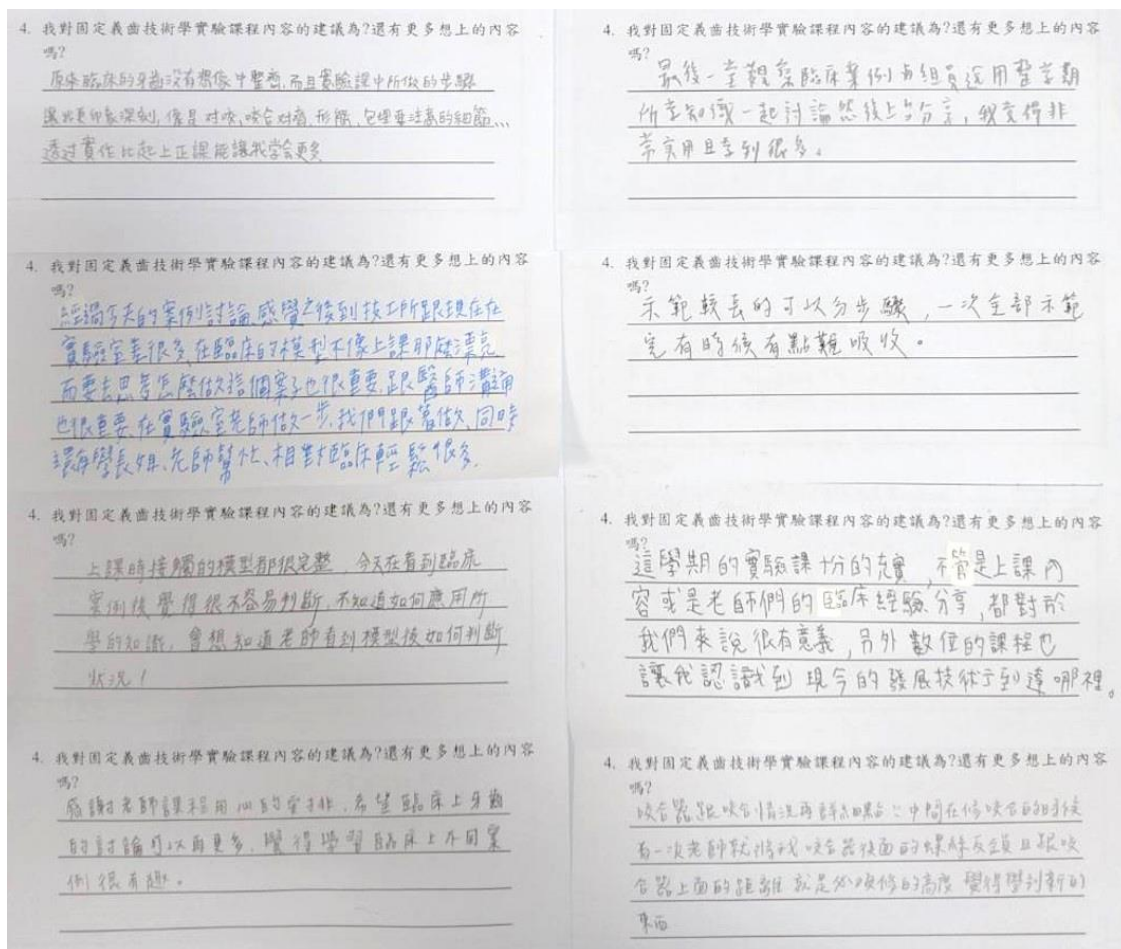 4. 我對固定義齒技術學實驗課程內容的建議為?還有更多想上的內容
嗎?
原來臨床的牙齒沒有想像中整齊,而且實驗課中所做的步驟
還比更印象深刻,像是對咬,咬合對齊,形態,包埋要注意的細節...
透過實作比起上正課能讓我學會更多
4. 我對固定義齒技術學實驗課程內容的建議為?還有更多想上的內容
嗎?
最後一堂觀察臨床案例與組員運用整學期
所學知識一起討論然後上台分享,我覺得非
常實用且學到很多。
4. 我對固定義齒技術學實驗課程內容的建議為?還有更多想上的內容
嗎?
經過今天的案例討論,感覺之後到技工所跟現在在
實驗室差很多,在臨床的模型不像上課那麼漂亮
而要去思考怎麼做這個案子也很重要,跟醫師溝通
也很重要,在實驗室老師做一步,我們跟著做,同時
還有學長姐、老師幫忙、相對臨床輕鬆很多.
4. 我對固定義齒技術學實驗課程內容的建議為?還有更多想上的內容
嗎?
示範較長的可以分步驟,一次全部示範
完有時候有點難吸收。
4. 我對固定義齒技術學實驗課程內容的建議為?還有更多想上的內容
嗎?
上課時接觸的模型都很完整,今天在看到臨床
案例後覺得很不容易判斷,不知道如何應用所
學的知識,會想知道老師看到模型後如何判斷
狀況!
4. 我對固定義齒技術學實驗課程內容的建議為?還有更多想上的內容
嗎?
這學期的實驗課十分的充實,不管是上課內
容或是老師們的臨床經驗分享,都對於
我們來說很有意義,另外數位的課程也
讓我認識到現今的發展技術到達哪裡。
4. 我對固定義齒技術學實驗課程內容的建議為?還有更多想上的內容
嗎?
感謝老師課程用心的安排,希望臨床上牙齒
的討論可以再更多,覺得學習臨床上不同案
例很有趣。
4. 我對固定義齒技術學實驗課程內容的建議為?還有更多想上的內容
嗎?
咬合器跟咬合情況再詳細點 中間在修咬合的時候
有一次老師就將我咬合器後面的螺絲反鎖且跟咬
合器上面的距離就是必須修的高度 覺得學到新的
東西